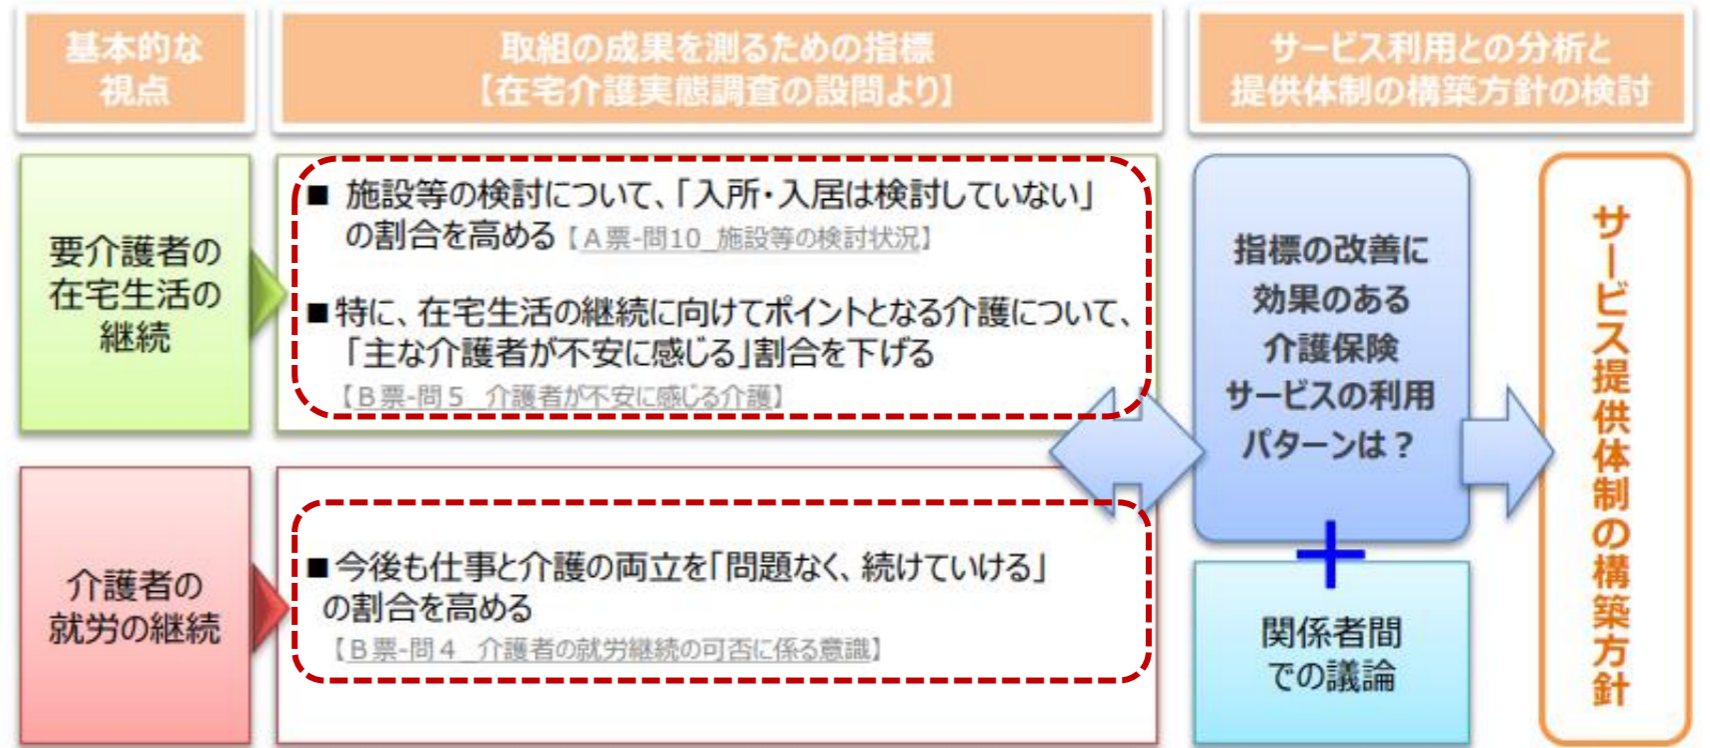 基本的な
視点
取組の成果を測るための指標
【在宅介護実態調査の設問より】
サービス利用との分析と
提供体制の構築方針の検討
要介護者の
在宅生活の
継続
■ 施設等の検討について、「入所・入居は検討していない」
の割合を高める【A票-問10_施設等の検討状況】
■特に、在宅生活の継続に向けてポイントとなる介護について、
「主な介護者が不安に感じる」割合を下げる
【B票-問5_介護者が不安に感じる介護】
介護者の
就労の継続
■今後も仕事と介護の両立を「問題なく、続けていける」
の割合を高める
【B票-問4_介護者の就労継続の可否に係る意識】
指標の改善に
効果のある
介護保険
サービスの利用
パターンは？
+
関係者間
での議論
サービス提供体制の構築方針